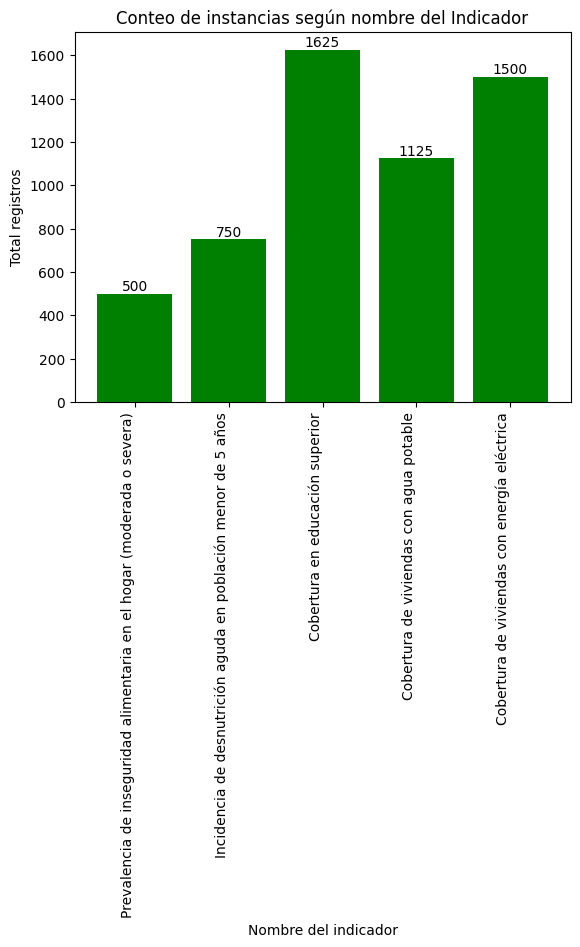 Conteo de instancias según nombre del Indicador
Total registros
1600
1400
1200
1000
800
600
400
200
0
500
750
1625
1125
1500
Prevalencia de inseguridad alimentaria en el hogar (moderada o severa)
Incidencia de desnutrición aguda en población menor de 5 años
Cobertura en educación superior
Cobertura de viviendas con agua potable
Cobertura de viviendas con energía eléctrica
Nombre del indicador